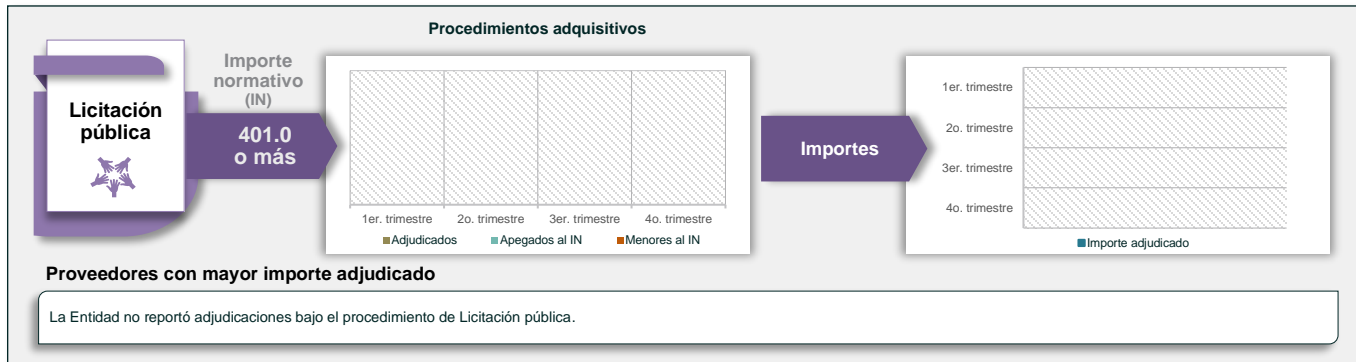 Procedimientos adquisitivos
Licitación
pública
Importe
normativo
(IN)
401.0
o más
1er. trimestre 2o. trimestre 3er. trimestre 4o. trimestre
Adjudicados Apegados al IN Menores al IN
Importes
1er. trimestre
2o. trimestre
3er. trimestre
4o. trimestre
Importe adjudicado
Proveedores con mayor importe adjudicado
La Entidad no reportó adjudicaciones bajo el procedimiento de Licitación pública.